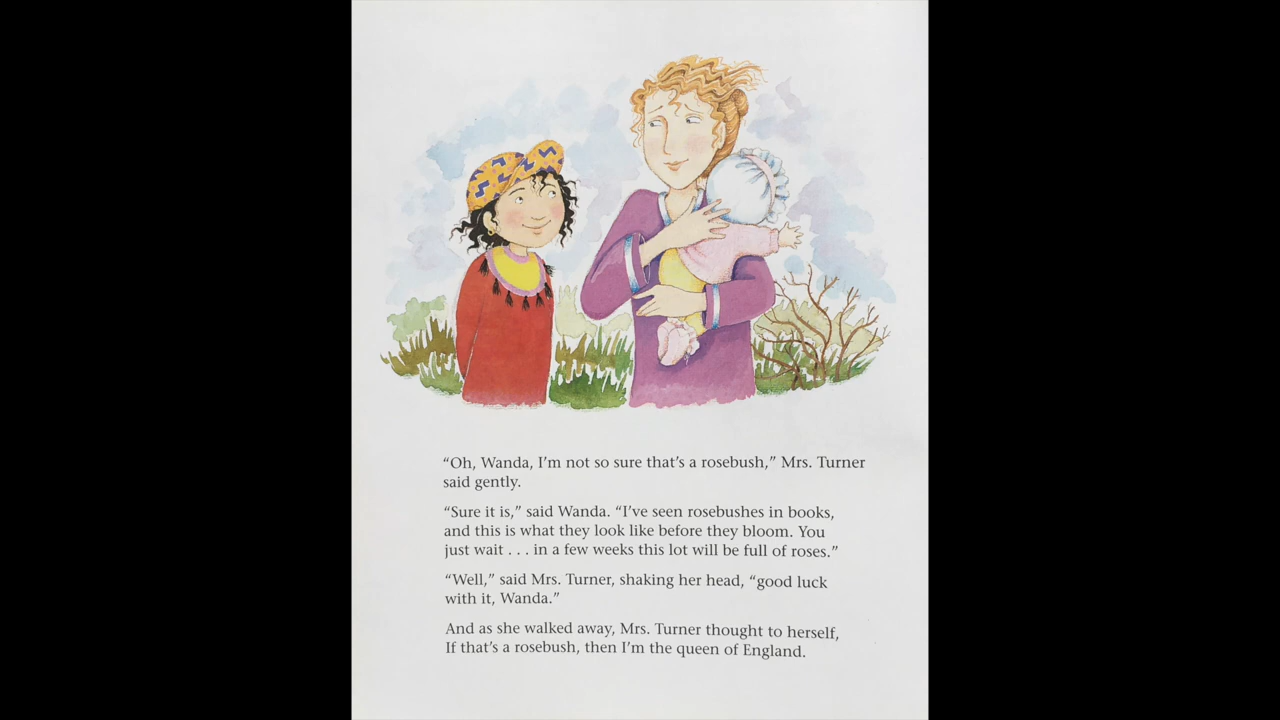 “Oh, Wanda, I’m not so sure that’s a rosebush,” Mrs. Turner
said gently.
“Sure it is,” said Wanda. “I’ve seen rosebushes in books,
and this is what they look like before they bloom. You
just wait . . . in a few weeks this lot will be full of roses.”
“Well,” said Mrs. Turner, shaking her head, “good luck
with it, Wanda.”
And as she walked away, Mrs. Turner thought to herself,
If that’s a rosebush, then I’m the queen of England.